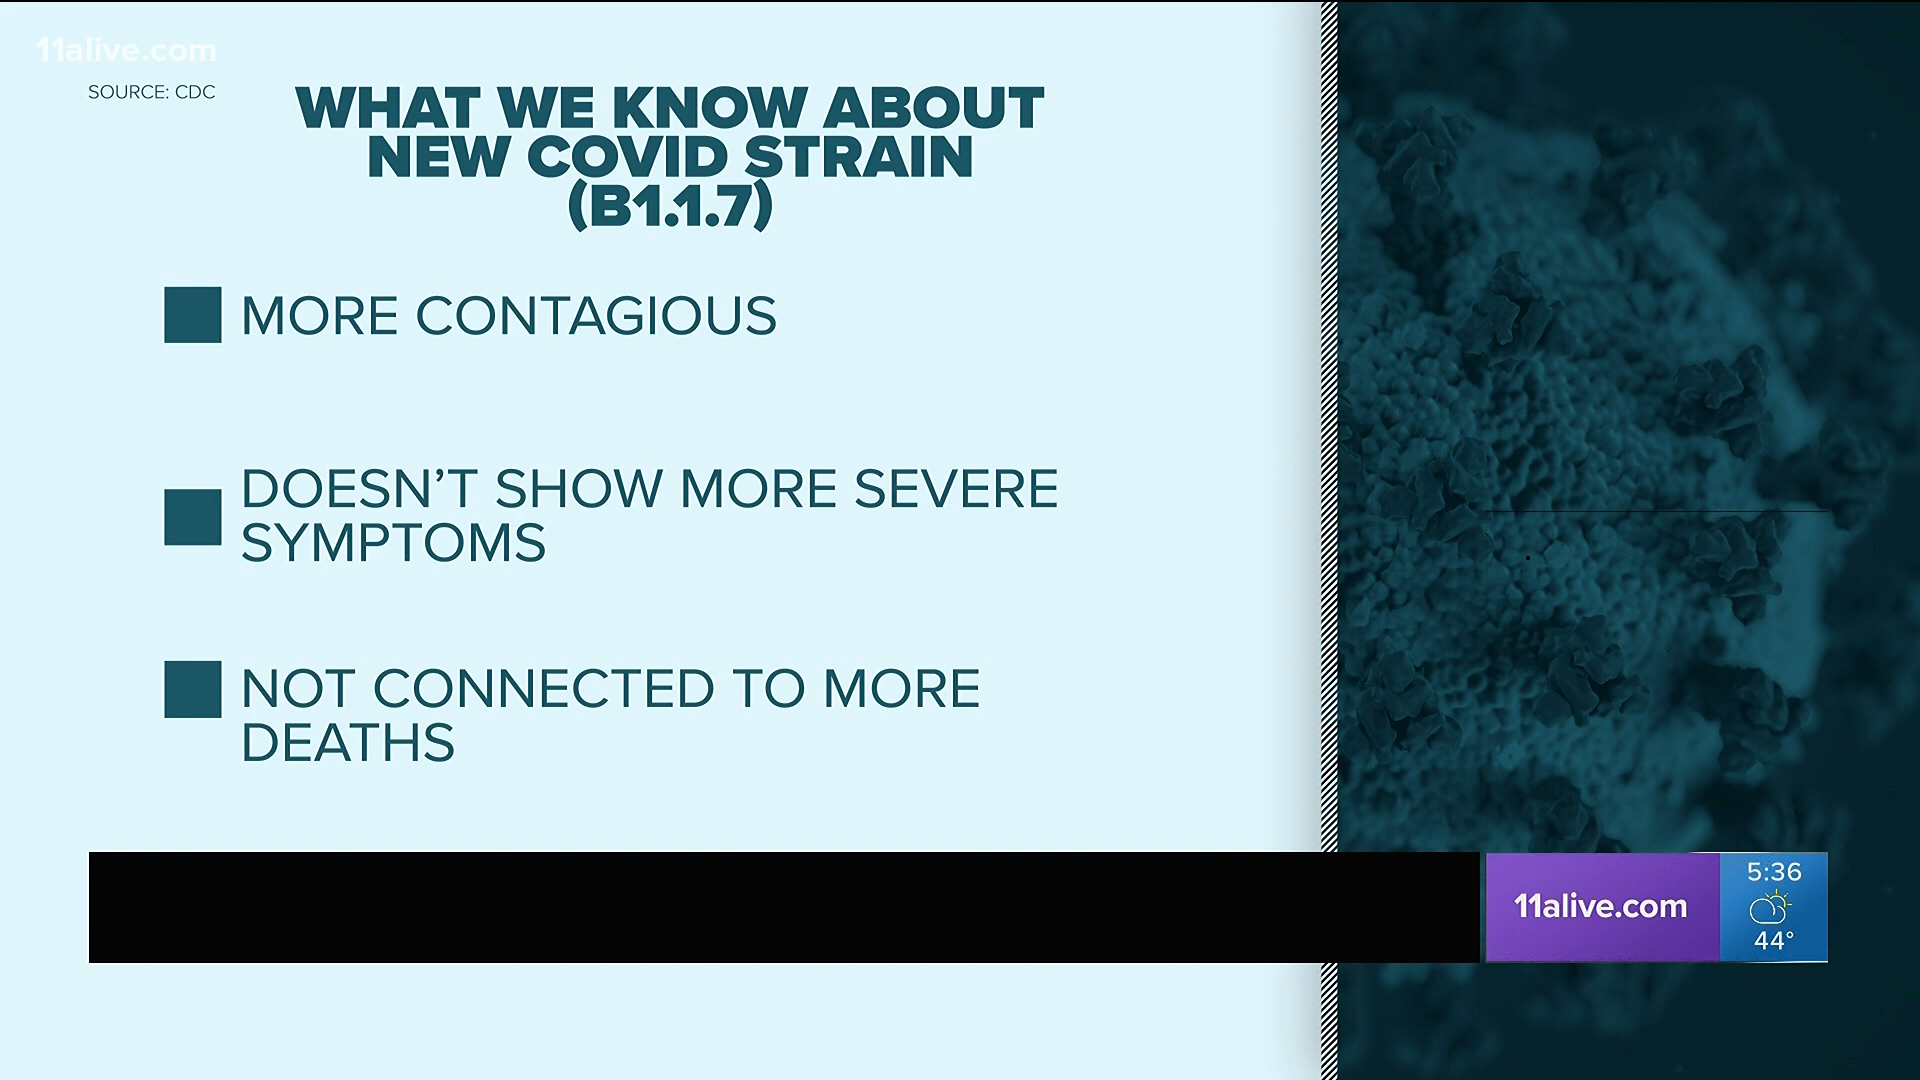 11alive.com
SOURCE: CDC
WHAT WE KNOW ABOUT
NEW COVID STRAIN
(B1.1.7)
MORE CONTAGIOUS
DOESN’T SHOW MORE SEVERE
SYMPTOMS
NOT CONNECTED TO MORE
DEATHS
11alive.com
5:36
44°